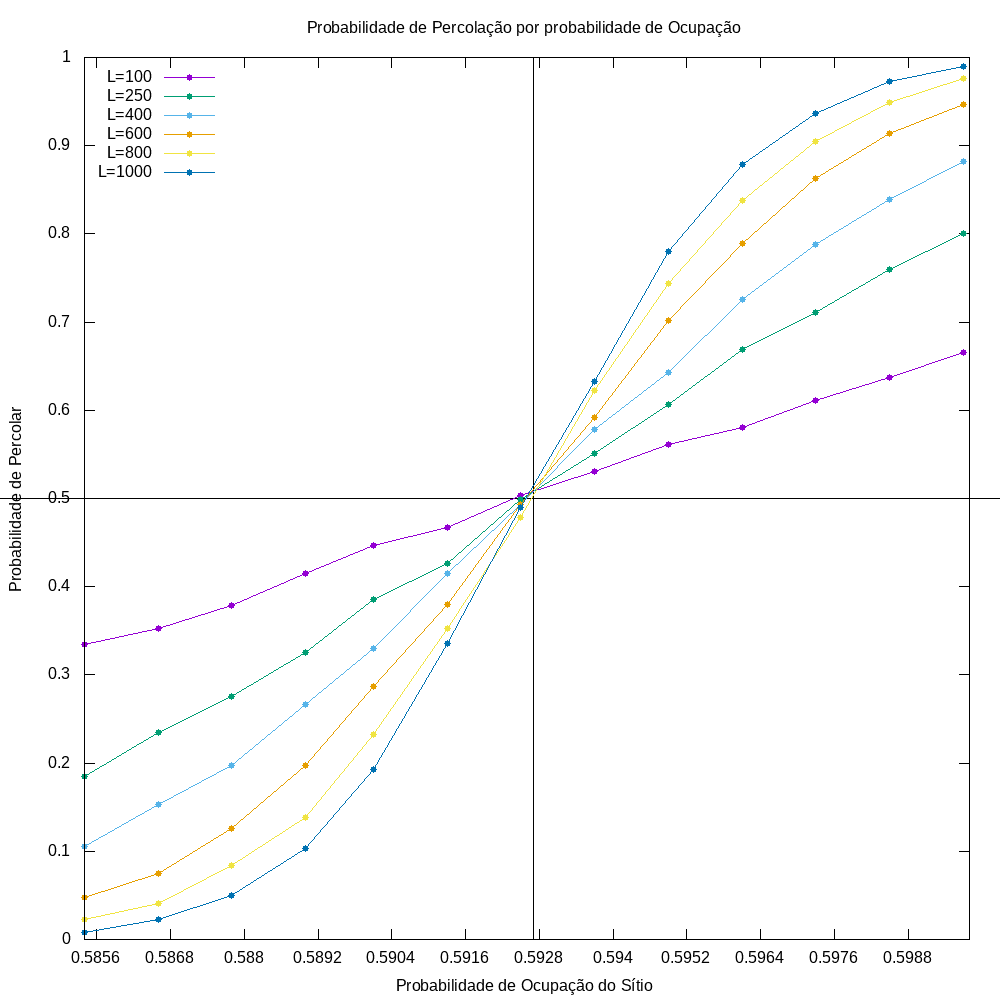 Probabilidade de Percolação por probabilidade de Ocupação
1
0.9
0.8
0.7
0.6
0.5
0.4
0.3
0.2
0.1
0
L=100
L=250
L=400
L=600
L=800
L=1000
Probabilidade de Percolar
0.5856 0.5868 0.588 0.5892 0.5904 0.5916 0.5928 0.594 0.5952 0.5964 0.5976 0.5988
Probabilidade de Ocupação do Sítio